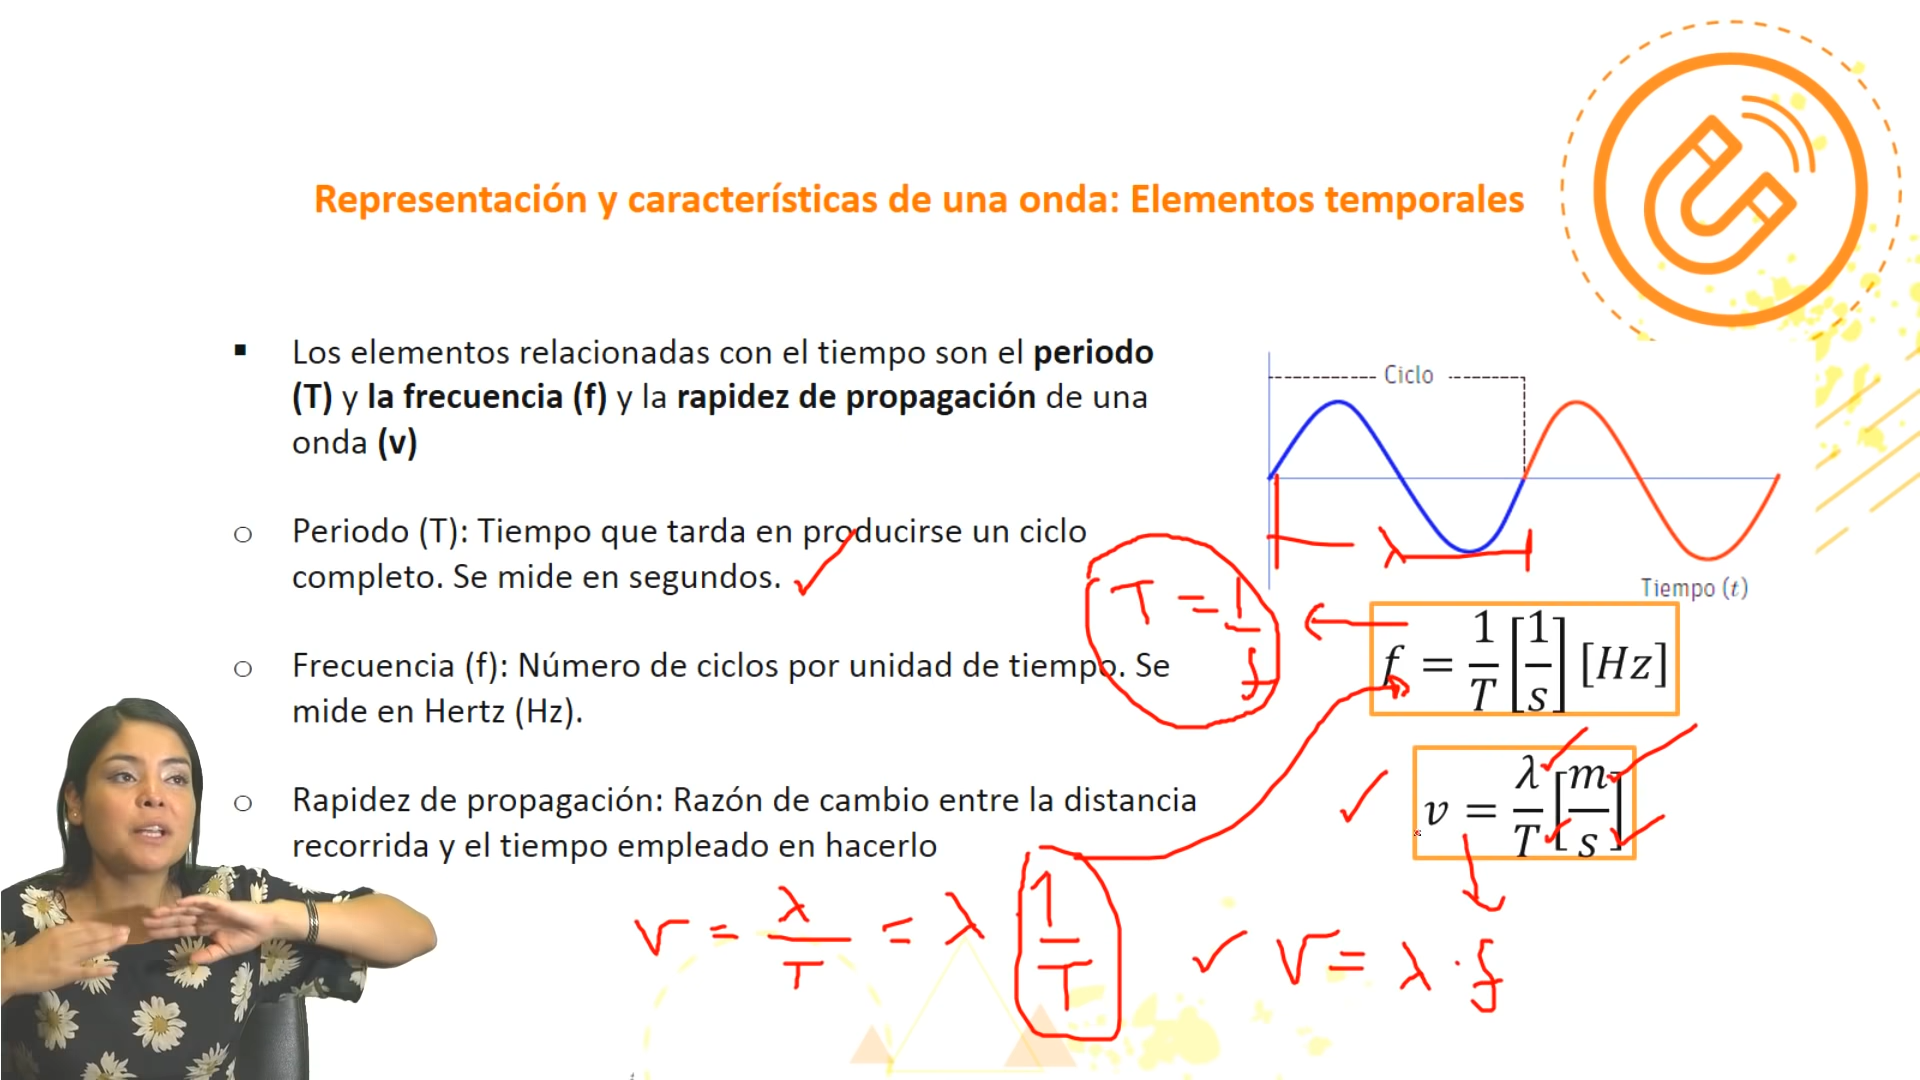 Representación y características de una onda: Elementos temporales
▪ Los elementos relacionadas con el tiempo son el periodo
(T) y la frecuencia (f) y la rapidez de propagación de una
onda (v)
○ Periodo (T): Tiempo que tarda en producirse un ciclo
completo. Se mide en segundos.
○ Frecuencia (f): Número de ciclos por unidad de tiempo. Se
mide en Hertz (Hz).
○ Rapidez de propagación: Razón de cambio entre la distancia
recorrida y el tiempo empleado en hacerlo
Ciclo
λ
Tiempo (t)
T = 1/f
f = 1/T [1/s] [Hz]
v = λ/T [m/s]
v = λ/T = λ 1/T
v = λ · f